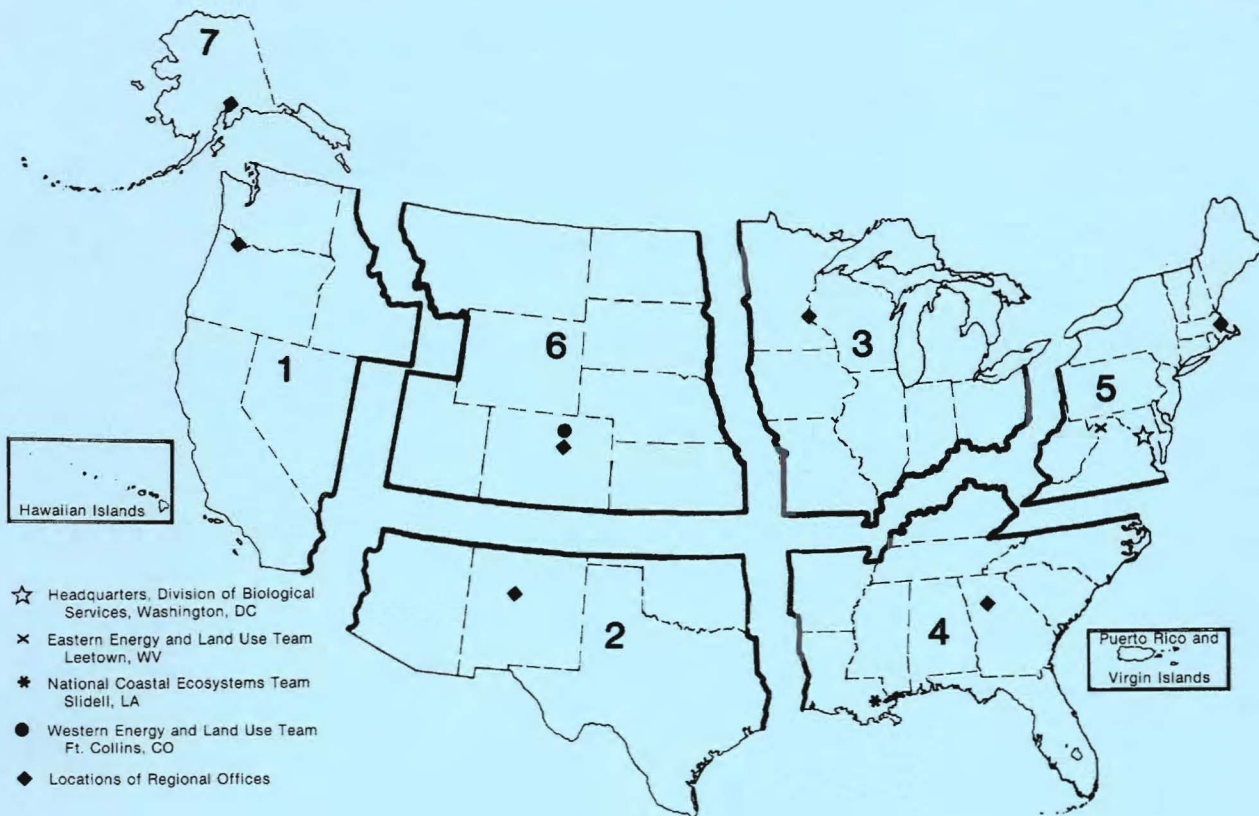 7
1
6
3
5
Hawaiian Islands
2
4
Puerto Rico and
Virgin Islands
Headquarters, Division of Biological
Services, Washington, DC
Eastern Energy and Land Use Team
Leetown, WV
National Coastal Ecosystems Team
Slidell, LA
Western Energy and Land Use Team
Ft. Collins, CO
Locations of Regional Offices